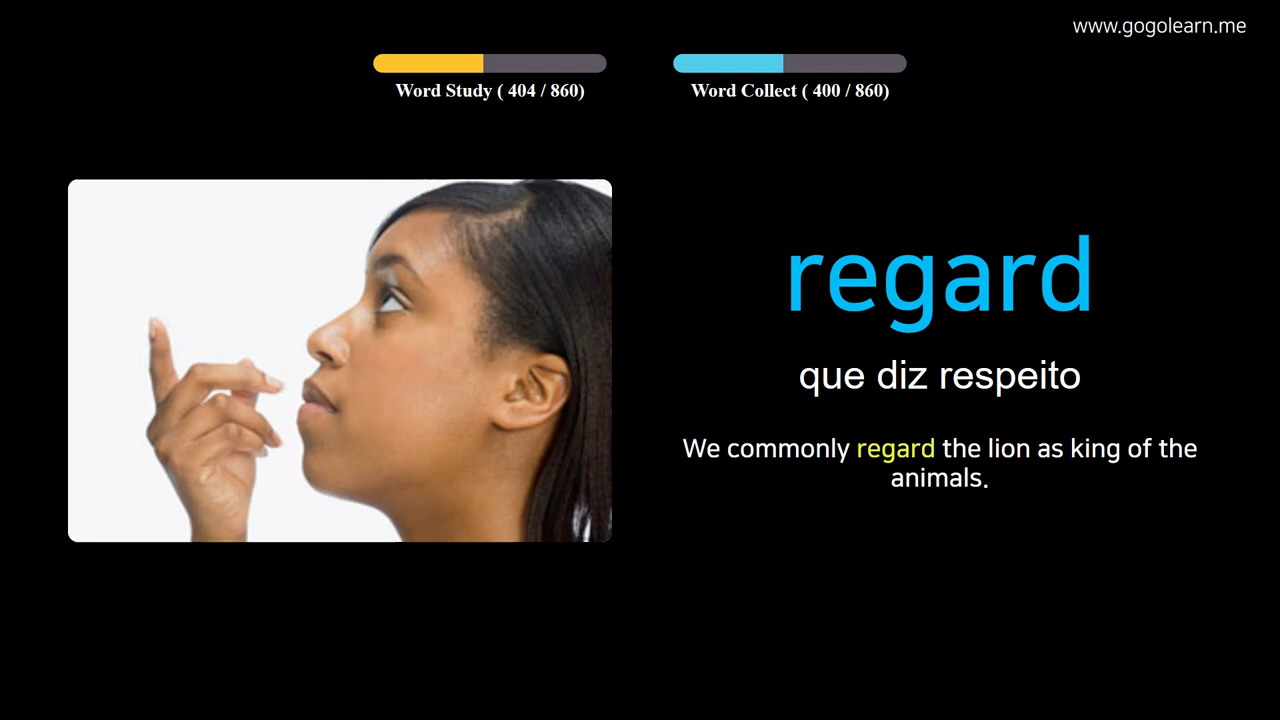 www.gogolearn.me
Word Study ( 404 / 860)
Word Collect ( 400 / 860)
regard
que diz respeito
We commonly regard the lion as king of the
animals.